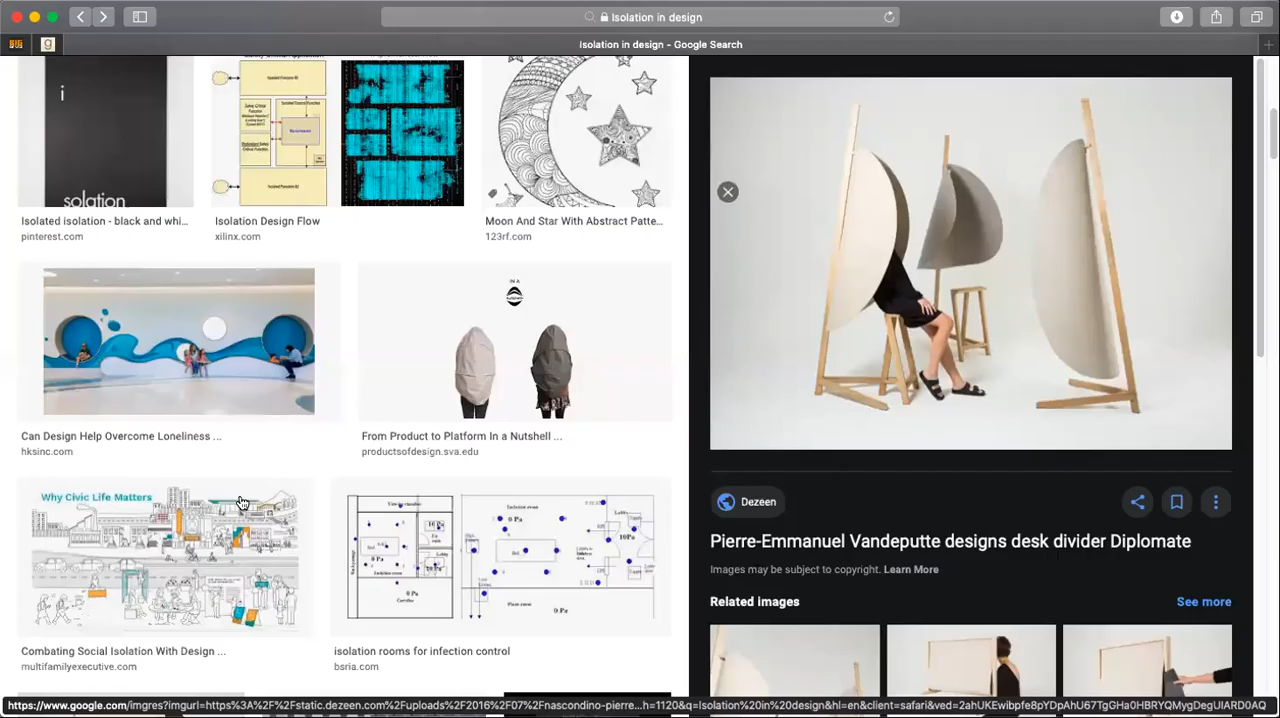 Isolation in design
Isolation in design - Google Search
i
solation
Isolated isolation - black and whi...
pinterest.com
Isolation Design Flow
xilinx.com
Moon And Star With Abstract Patte...
123rf.com
Can Design Help Overcome Loneliness ...
hksinc.com
IN A
From Product to Platform In a Nutshell ...
productsofdesign.sva.edu
Why Civic Life Matters
Combating Social Isolation With Design ...
multifamilyexecutive.com
Isolation room
0 Pa
isolation rooms for infection control
bsria.com
Dezeen
Pierre-Emmanuel Vandeputte designs desk divider Diplomate
Images may be subject to copyright. Learn More
Related images
See more
https://www.google.com/imgres?imgurl=https%3A%2F%2Fstatic.dezeen.com%2Fuploads%2F2016%2F07%2Fnascondino-pierre...h=1120&q=Isolation%20in%20design&hl=en&client=safari&ved=2ahUKEwibpfe8pYDpAhU67TgGHa0HBRYQMygDegUIARD0AQ